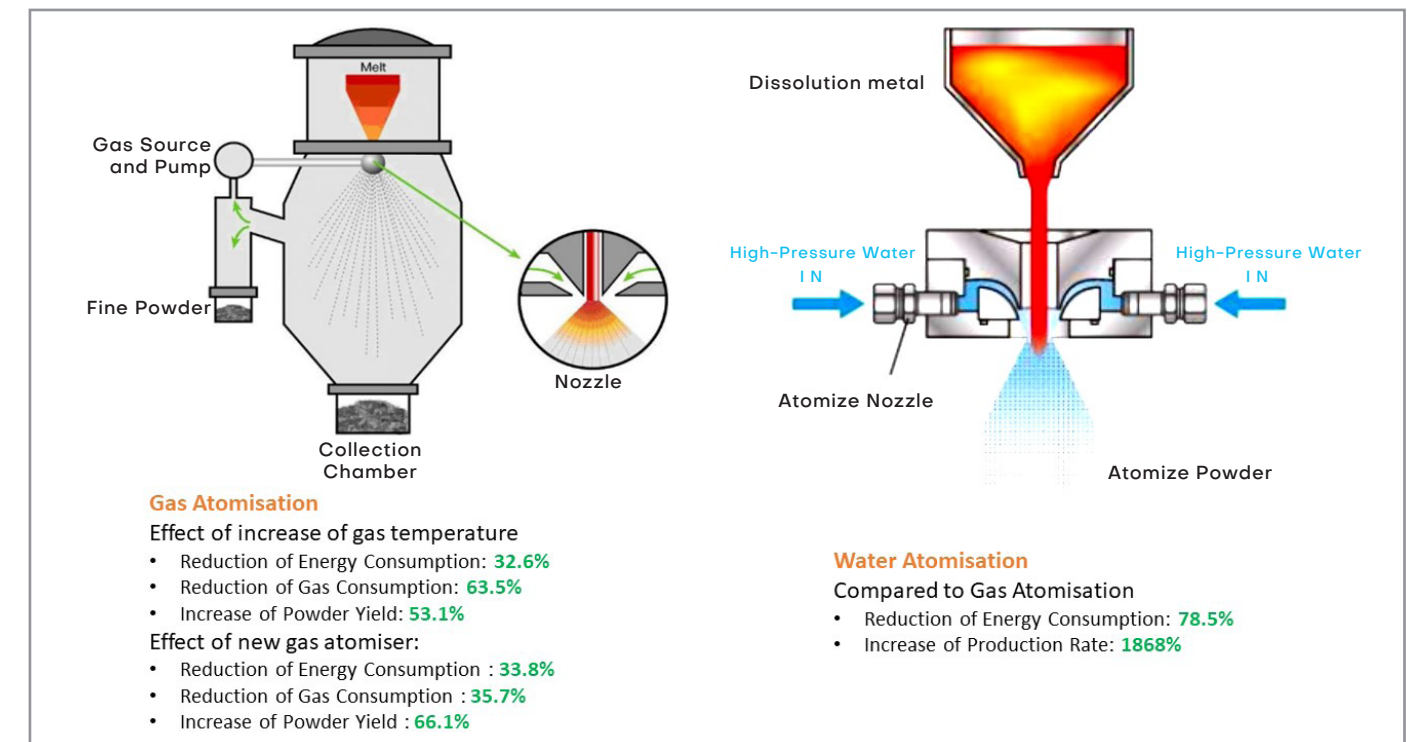 Melt
Gas Source
and Pump
Fine Powder
Nozzle
Collection
Chamber
Gas Atomisation
Effect of increase of gas temperature
• Reduction of Energy Consumption: 32.6%
• Reduction of Gas Consumption: 63.5%
• Increase of Powder Yield: 53.1%
Effect of new gas atomiser:
• Reduction of Energy Consumption : 33.8%
• Reduction of Gas Consumption : 35.7%
• Increase of Powder Yield : 66.1%
Dissolution metal
High-Pressure Water
I N
High-Pressure Water
I N
Atomize Nozzle
Atomize Powder
Water Atomisation
Compared to Gas Atomisation
• Reduction of Energy Consumption: 78.5%
• Increase of Production Rate: 1868%